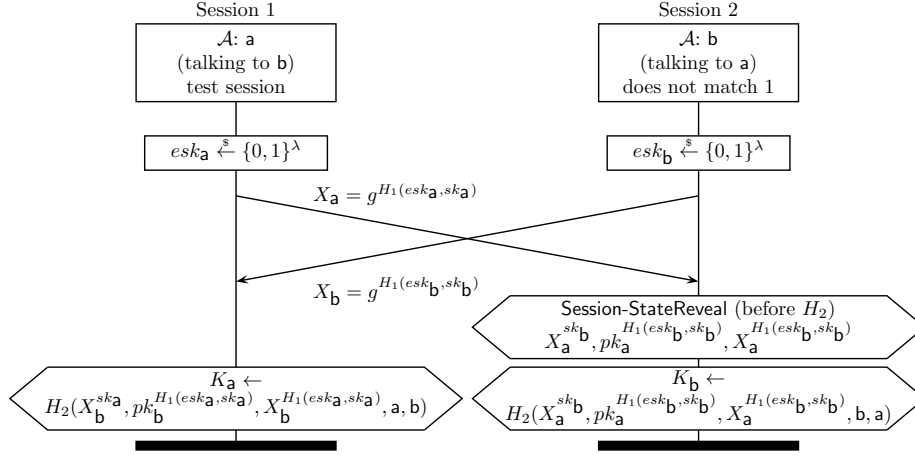 Session 1
𝒜: a
(talking to b)
test session
Session 2
𝒜: b
(talking to a)
does not match 1
esk_a ←$ {0, 1}^λ
esk_b ←$ {0, 1}^λ
X_a = g^{H_1(esk_a,sk_a)}
X_b = g^{H_1(esk_b,sk_b)}
Session-StateReveal (before H_2)
X_a^{sk_b}, pk_a^{H_1(esk_b,sk_b)}, X_a^{H_1(esk_b,sk_b)}
K_a ←
H_2(X_b^{sk_a}, pk_b^{H_1(esk_a,sk_a)}, X_b^{H_1(esk_a,sk_a)}, a, b)
K_b ←
H_2(X_a^{sk_b}, pk_a^{H_1(esk_b,sk_b)}, X_a^{H_1(esk_b,sk_b)}, b, a)